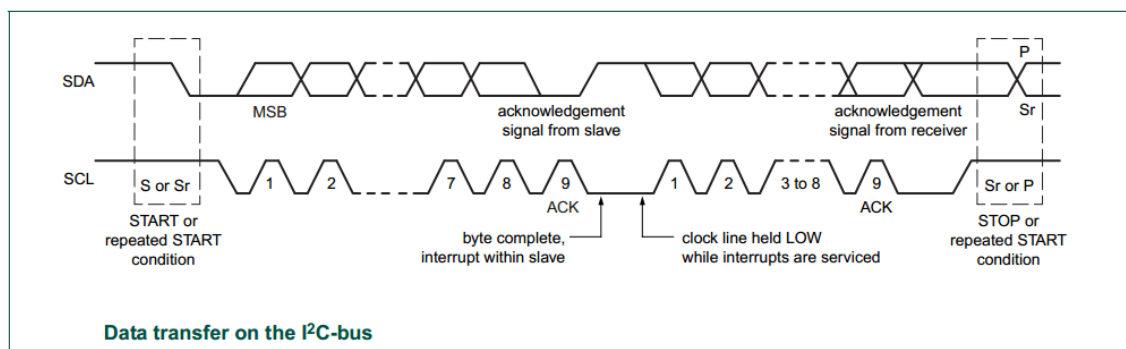 SDA
MSB
acknowledgement
signal from slave
acknowledgement
signal from receiver
P
Sr
SCL
S or Sr
1
2
7
8
9
ACK
1
2
3 to 8
9
ACK
Sr or P
START or
repeated START
condition
byte complete,
interrupt within slave
clock line held LOW
while interrupts are serviced
STOP or
repeated START
condition
Data transfer on the I²C-bus